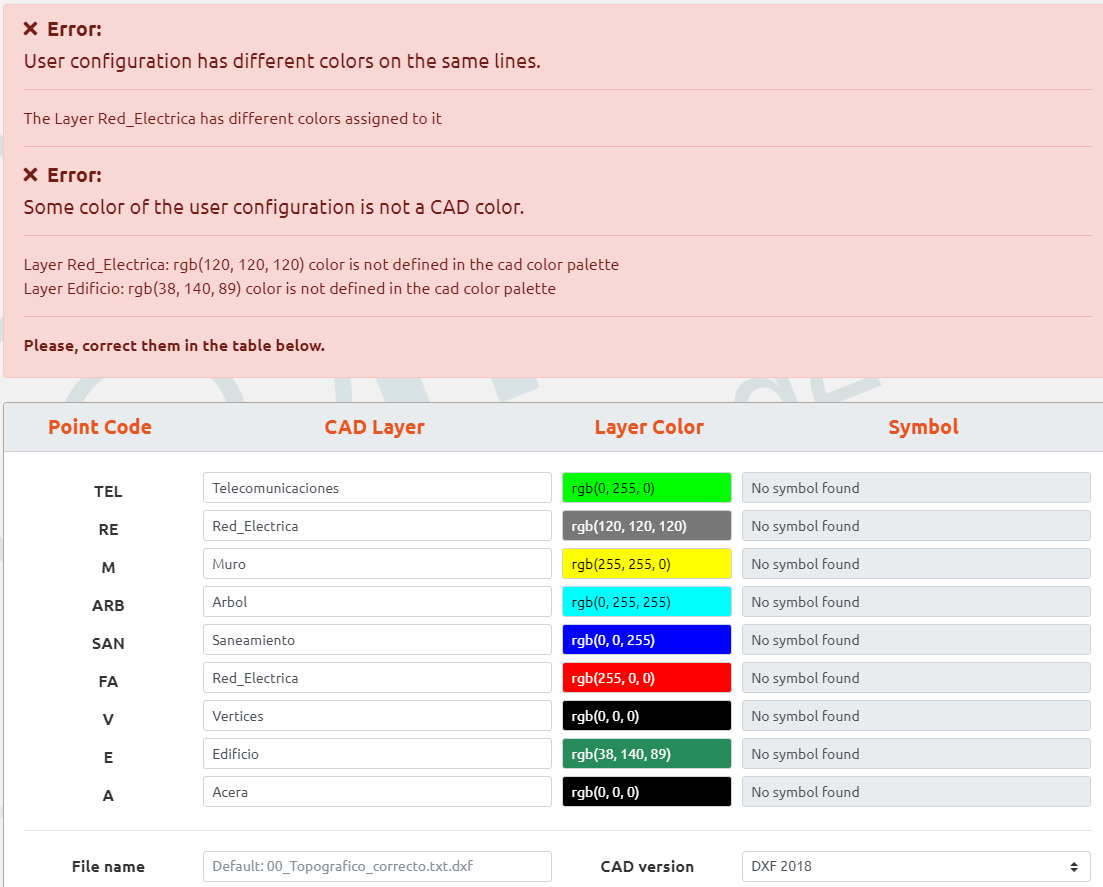 ✕ Error:
User configuration has different colors on the same lines.
The Layer Red_Electrica has different colors assigned to it
✕ Error:
Some color of the user configuration is not a CAD color.
Layer Red_Electrica: rgb(120, 120, 120) color is not defined in the cad color palette
Layer Edificio: rgb(38, 140, 89) color is not defined in the cad color palette
Please, correct them in the table below.
Point Code CAD Layer Layer Color Symbol
TEL Telecomunicaciones rgb(0, 255, 0) No symbol found
RE Red_Electrica rgb(120, 120, 120) No symbol found
M Muro rgb(255, 255, 0) No symbol found
ARB Arbol rgb(0, 255, 255) No symbol found
SAN Saneamiento rgb(0, 0, 255) No symbol found
FA Red_Electrica rgb(255, 0, 0) No symbol found
V Vertices rgb(0, 0, 0) No symbol found
E Edificio rgb(38, 140, 89) No symbol found
A Acera rgb(0, 0, 0) No symbol found
File name Default: 00_Topografico_correcto.txt.dxf CAD version DXF 2018